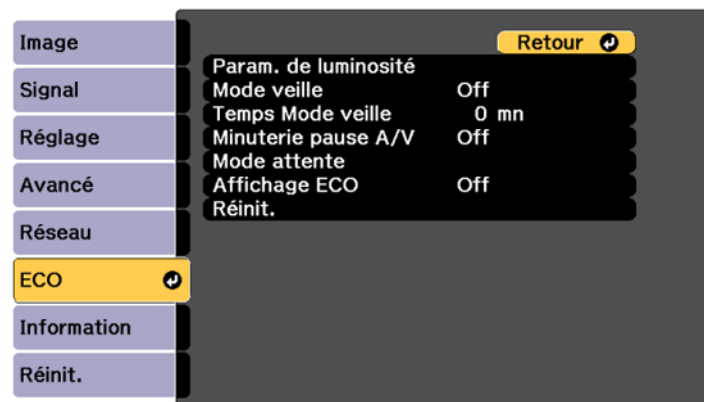 Image
Signal
Réglage
Avancé
Réseau
ECO
Information
Réinit.
Retour
Param. de luminosité
Mode veille Off
Temps Mode veille 0 mn
Minuterie pause A/V Off
Mode attente
Affichage ECO Off
Réinit.